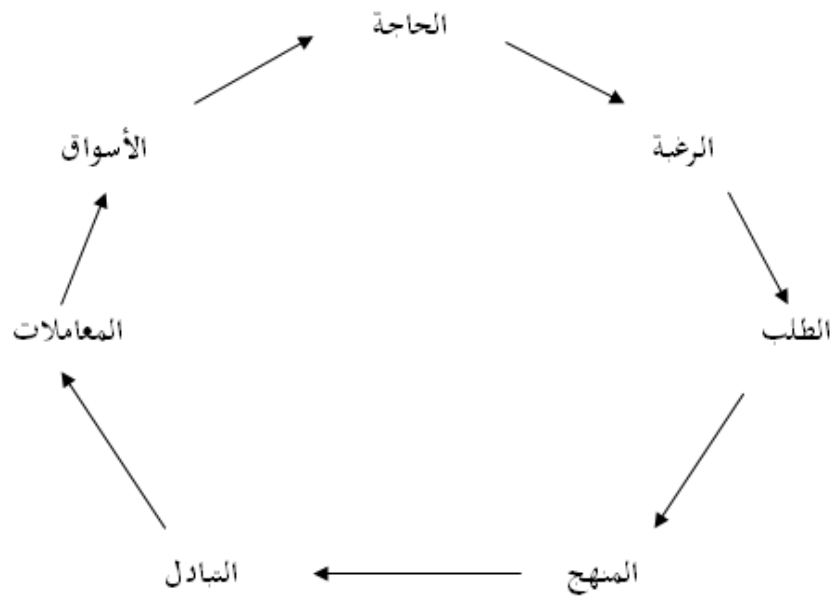 الحاجة
الرغبة
الطلب
المنهج
التبادل
المعاملات
الأسواق